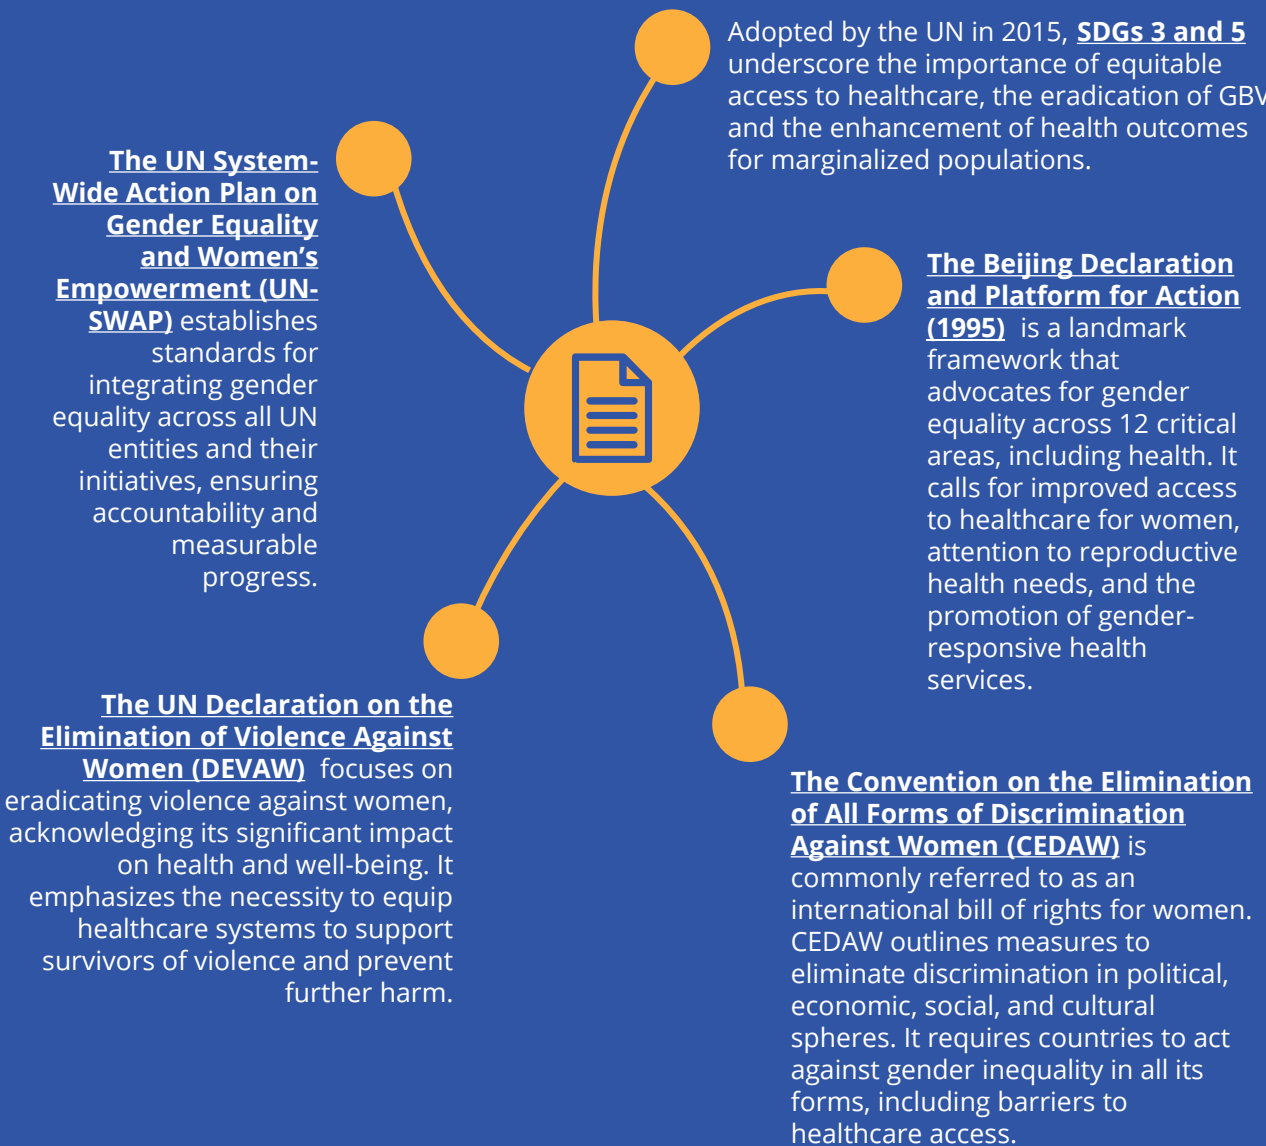 Adopted by the UN in 2015, SDGs 3 and 5
underscore the importance of equitable
access to healthcare, the eradication of GBV
and the enhancement of health outcomes
for marginalized populations.
The UN System-
Wide Action Plan on
Gender Equality
and Women’s
Empowerment (UN-
SWAP) establishes
standards for
integrating gender
equality across all UN
entities and their
initiatives, ensuring
accountability and
measurable
progress.
The Beijing Declaration
and Platform for Action
(1995) is a landmark
framework that
advocates for gender
equality across 12 critical
areas, including health. It
calls for improved access
to healthcare for women,
attention to reproductive
health needs, and the
promotion of gender-
responsive health
services.
The UN Declaration on the
Elimination of Violence Against
Women (DEVAW) focuses on
eradicating violence against women,
acknowledging its significant impact
on health and well-being. It
emphasizes the necessity to equip
healthcare systems to support
survivors of violence and prevent
further harm.
The Convention on the Elimination
of All Forms of Discrimination
Against Women (CEDAW) is
commonly referred to as an
international bill of rights for women.
CEDAW outlines measures to
eliminate discrimination in political,
economic, social, and cultural
spheres. It requires countries to act
against gender inequality in all its
forms, including barriers to
healthcare access.